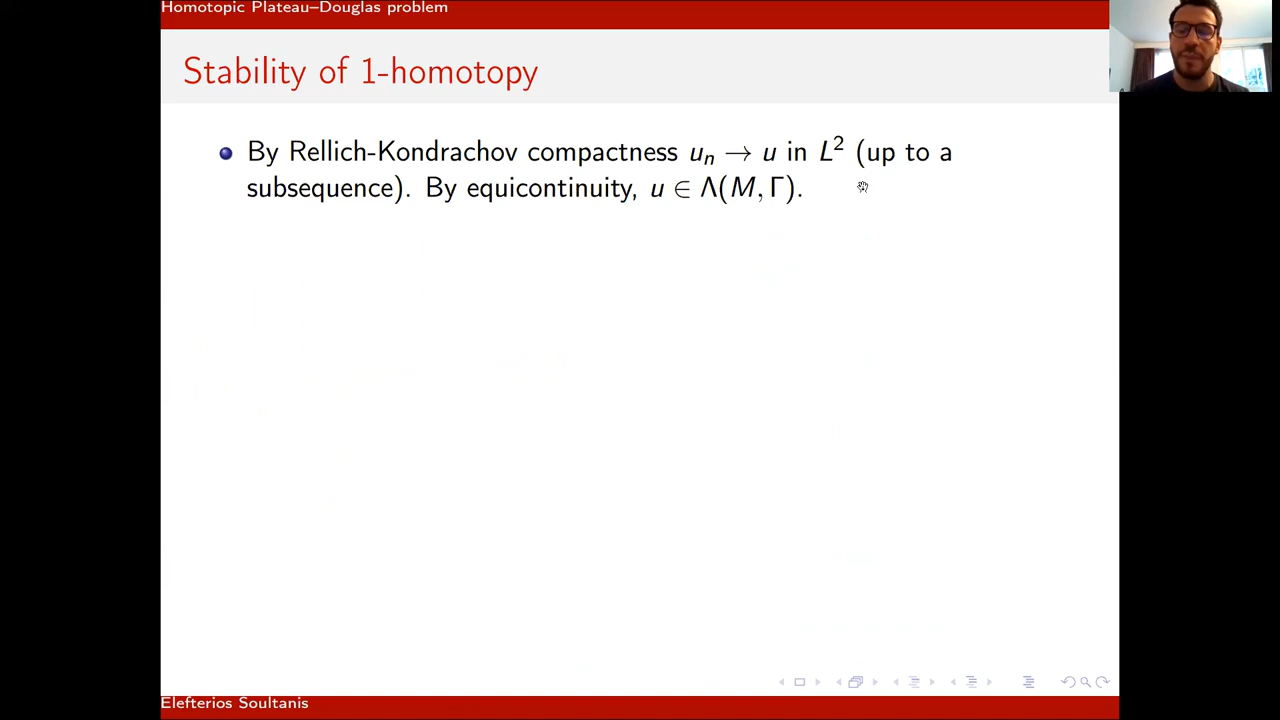 Homotopic Plateau–Douglas problem
Stability of 1-homotopy
By Rellich-Kondrachov compactness uₙ → u in L² (up to a
subsequence). By equicontinuity, u ∈ Λ(M, Γ).
Elefterios Soultanis